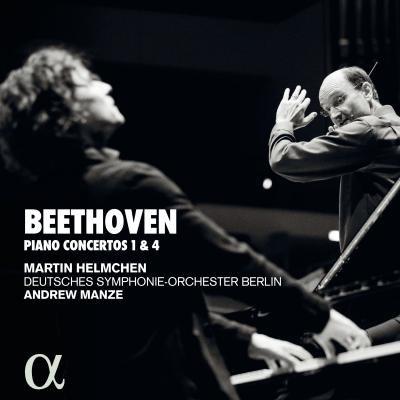 BEETHOVEN
PIANO CONCERTOS 1 & 4
MARTIN HELMCHEN
DEUTSCHES SYMPHONIE-ORCHESTER BERLIN
ANDREW MANZE
α